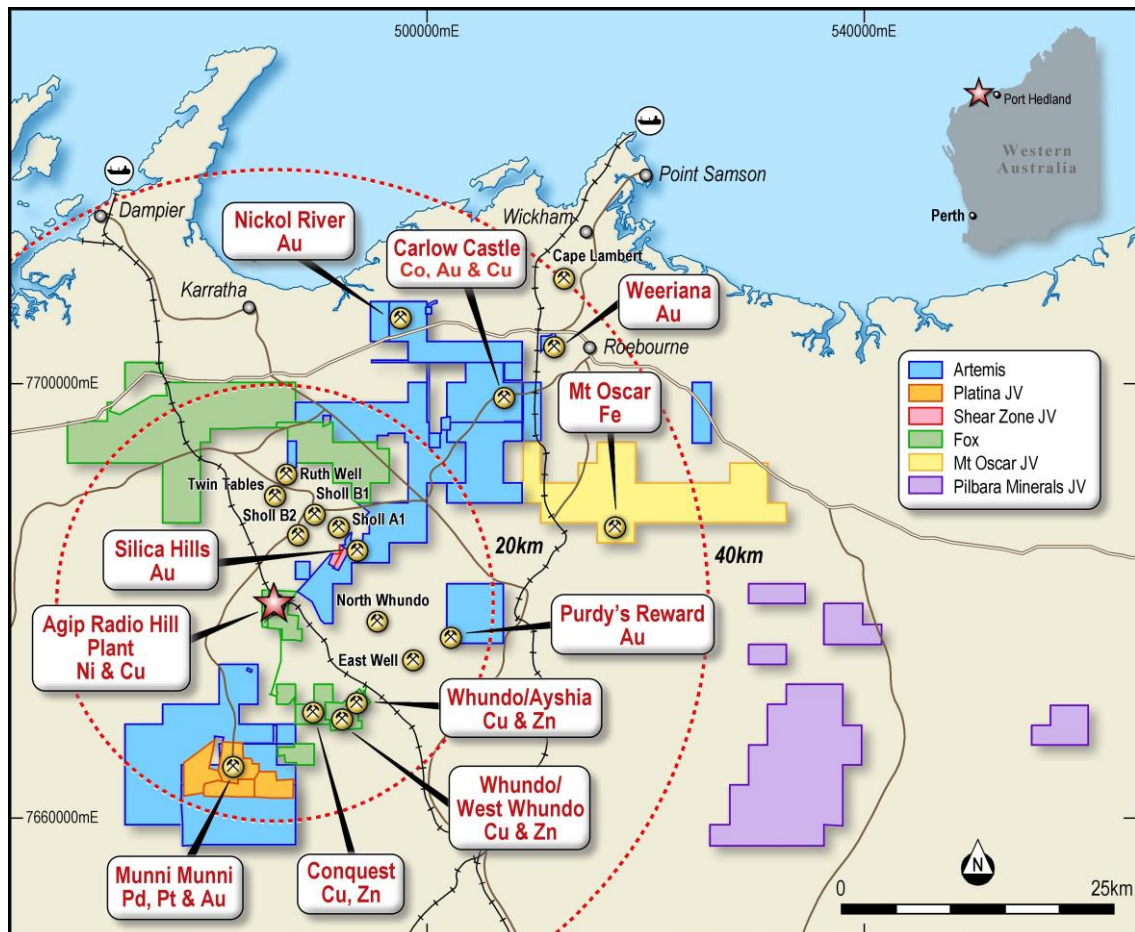 500000mE
540000mE
Port Hedland
Western
Australia
Perth
Point Samson
Dampier
Wickham
Nickol River
Au
Carlow Castle
Co, Au & Cu
Cape Lambert
Weeriana
Au
Karratha
Roebourne
7700000mE
Mt Oscar
Fe
Artemis
Platina JV
Shear Zone JV
Fox
Mt Oscar JV
Pilbara Minerals JV
Ruth Well
Twin Tables
Sholl B1
Sholl B2
Sholl A1
20km
40km
Silica Hills
Au
North Whundo
Agip Radio Hill
Plant
Ni & Cu
Purdy's Reward
Au
East Well
Whundo/Ayshia
Cu & Zn
Whundo/
West Whundo
Cu & Zn
7660000mE
Munni Munni
Pd, Pt & Au
Conquest
Cu, Zn
N
0
25km